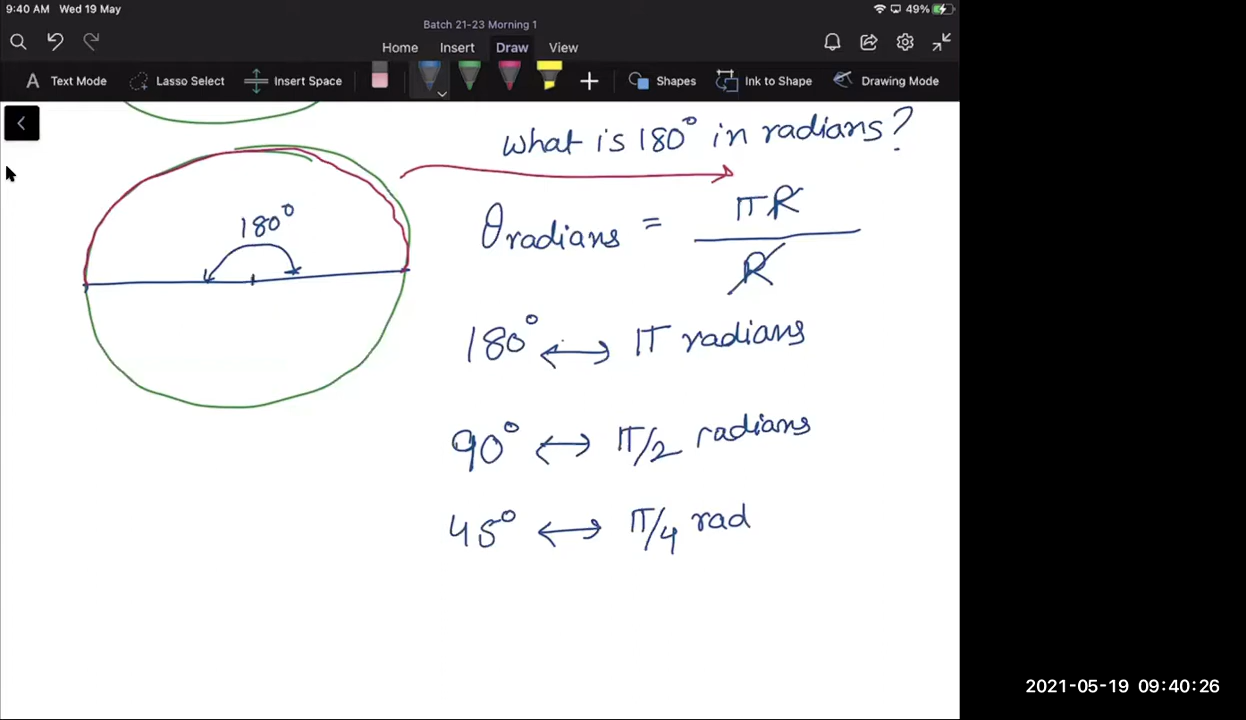 9:40 AM Wed 19 May
49%
Batch 21-23 Morning 1
Home Insert Draw View
Text Mode Lasso Select Insert Space Shapes Ink to Shape Drawing Mode
What is 180° in radians?
180°
θradians = πR
R
180° ↔ π radians
90° ↔ π/2 radians
45° ↔ π/4 rad
2021-05-19 09:40:26